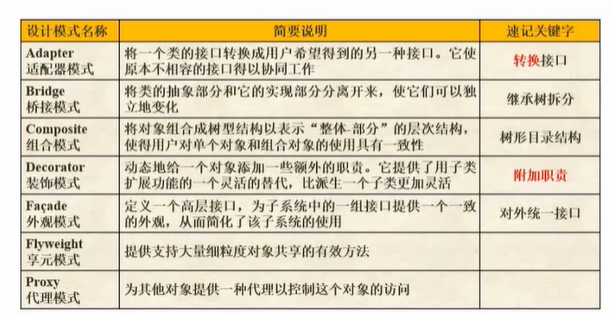 设计模式名称 简要说明 速记关键字
Adapter
适配器模式
将一个类的接口转换成用户希望得到的另一种接口。它使
原本不相容的接口得以协同工作
转换接口
Bridge
桥接模式
将类的抽象部分和它的实现部分分离开来，使它们可以独
立地变化
继承树拆分
Composite
组合模式
将对象组合成树型结构以表示“整体-部分”的层次结构，
使得用户对单个对象和组合对象的使用具有一致性
树形目录结构
Decorator
装饰模式
动态地给一个对象添加一些额外的职责。它提供了用子类
扩展功能的一个灵活的替代，比派生一个子类更加灵活
附加职责
Façade
外观模式
定义一个高层接口，为子系统中的一组接口提供一个一致
的外观，从而简化了该子系统的使用
对外统一接口
Flyweight
享元模式
提供支持大量细粒度对象共享的有效方法
Proxy
代理模式
为其他对象提供一种代理以控制这个对象的访问